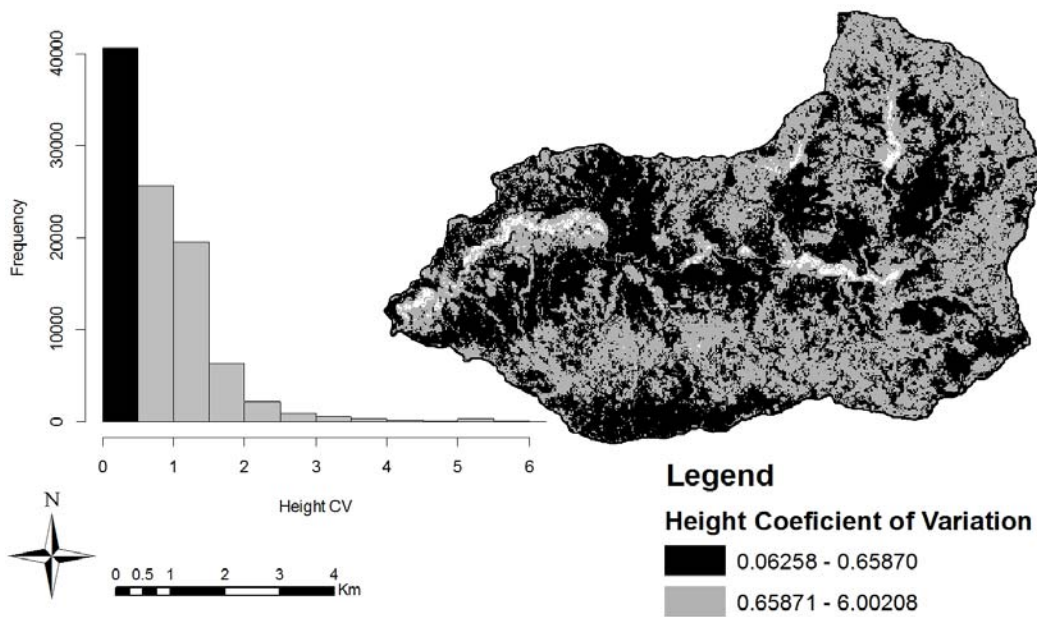 Frequency
40000
30000
20000
10000
0
0 1 2 3 4 5 6
Height CV
N
0 0.5 1 2 3 4
Km
Legend
Height Coeficient of Variation
0.06258 - 0.65870
0.65871 - 6.00208